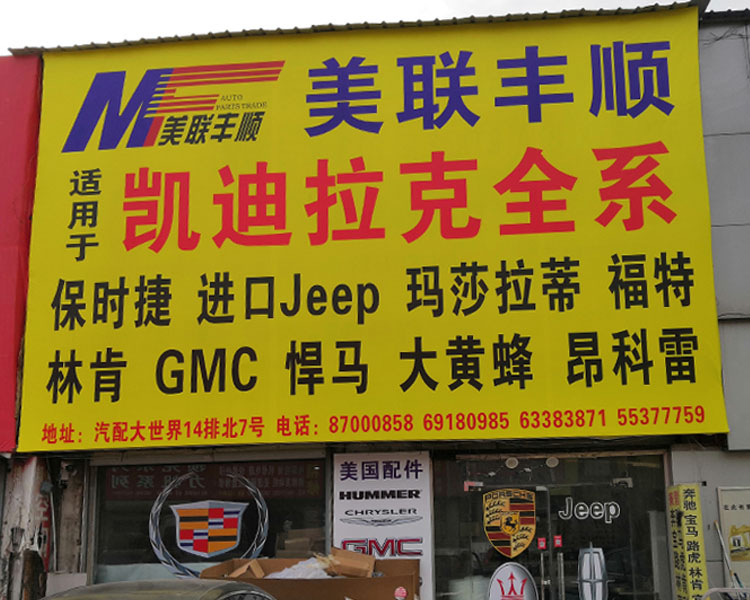 AUTO
PARTS TRADE
美联丰顺
美联丰顺
适用于
凯迪拉克全系
保时捷 进口Jeep 玛莎拉蒂 福特
林肯 GMC 悍马 大黄蜂 昂科雷
地址：汽配大世界14排北7号 电话：87000858 69180985 63383871 55377759
美国配件
HUMMER
CHRYSLER
GMC
PORSCHE
Jeep
奔驰 宝马 路虎 林肯